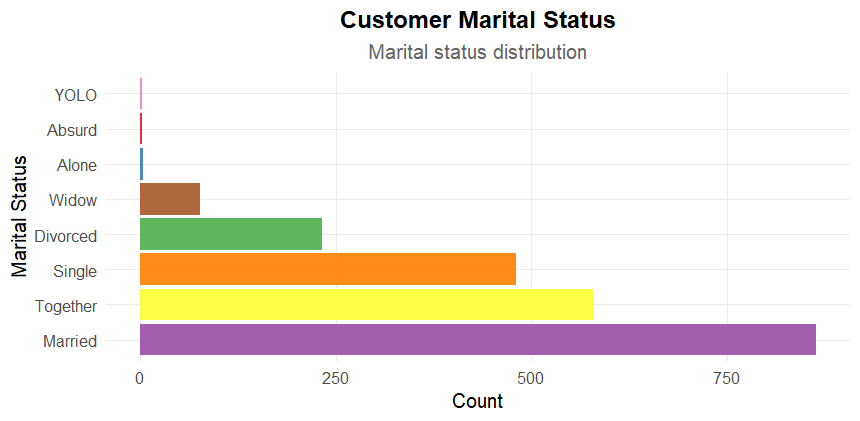 Customer Marital Status
Marital status distribution
Marital Status
YOLO
Absurd
Alone
Widow
Divorced
Single
Together
Married
0 250 500 750
Count